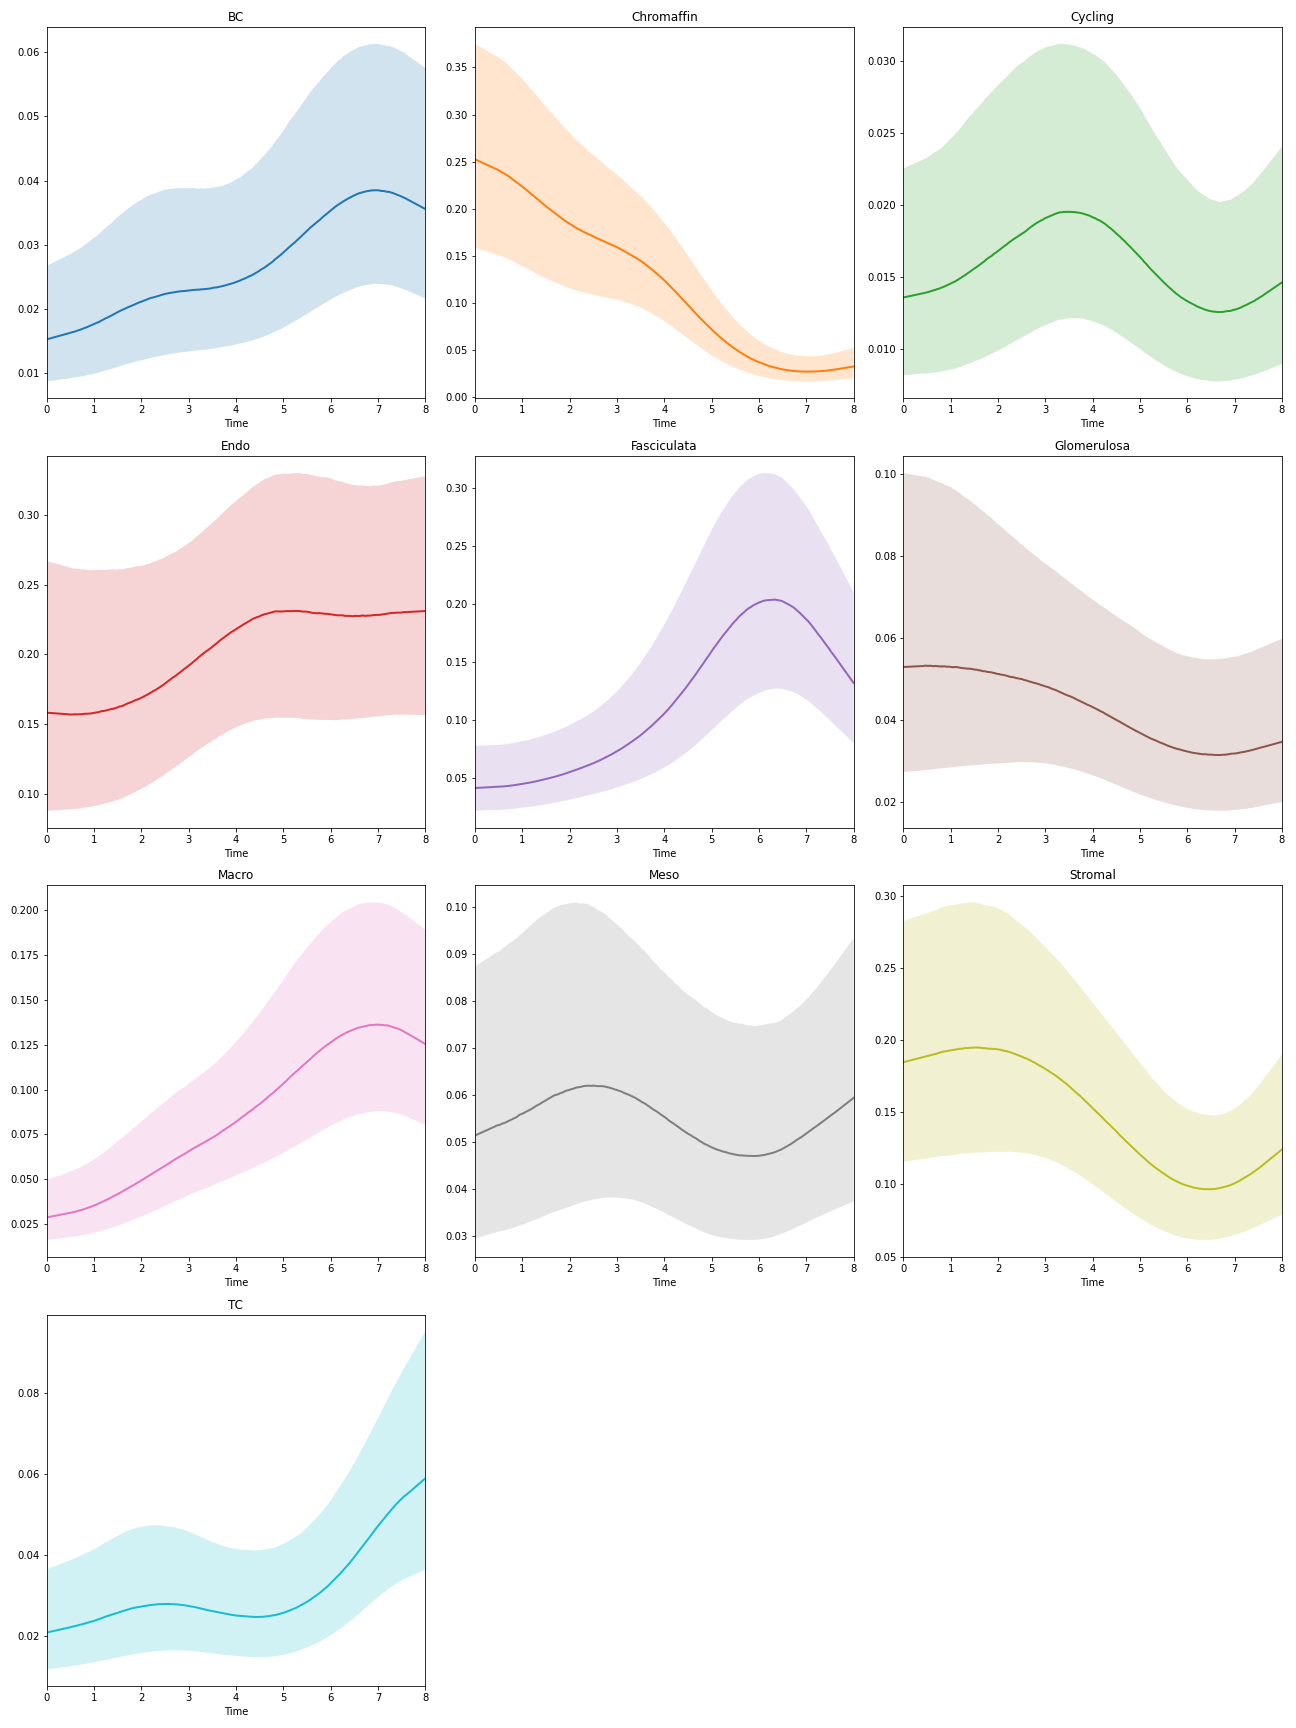 BC
0.06
0.05
0.04
0.03
0.02
0.01
0 1 2 3 4 5 6 7 8
Time
Chromaffin
0.35
0.30
0.25
0.20
0.15
0.10
0.05
0.00
0 1 2 3 4 5 6 7 8
Time
Cycling
0.030
0.025
0.020
0.015
0.010
0 1 2 3 4 5 6 7 8
Time
Endo
0.30
0.25
0.20
0.15
0.10
0 1 2 3 4 5 6 7 8
Time
Fasciculata
0.30
0.25
0.20
0.15
0.10
0.05
0 1 2 3 4 5 6 7 8
Time
Glomerulosa
0.10
0.08
0.06
0.04
0.02
0 1 2 3 4 5 6 7 8
Time
Macro
0.200
0.175
0.150
0.125
0.100
0.075
0.050
0.025
0 1 2 3 4 5 6 7 8
Time
Meso
0.10
0.09
0.08
0.07
0.06
0.05
0.04
0.03
0 1 2 3 4 5 6 7 8
Time
Stromal
0.30
0.25
0.20
0.15
0.10
0.05
0 1 2 3 4 5 6 7 8
Time
TC
0.08
0.06
0.04
0.02
0 1 2 3 4 5 6 7 8
Time